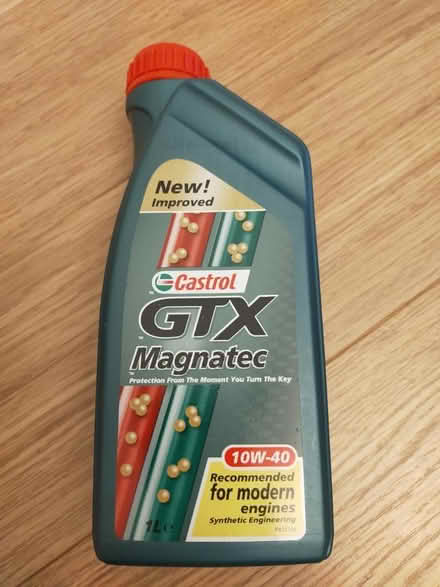 New!
Improved
Castrol
GTX
Magnatec
Protection From The Moment You Turn The Key
10W-40
Recommended
for modern
engines
Synthetic Engineering
1L e